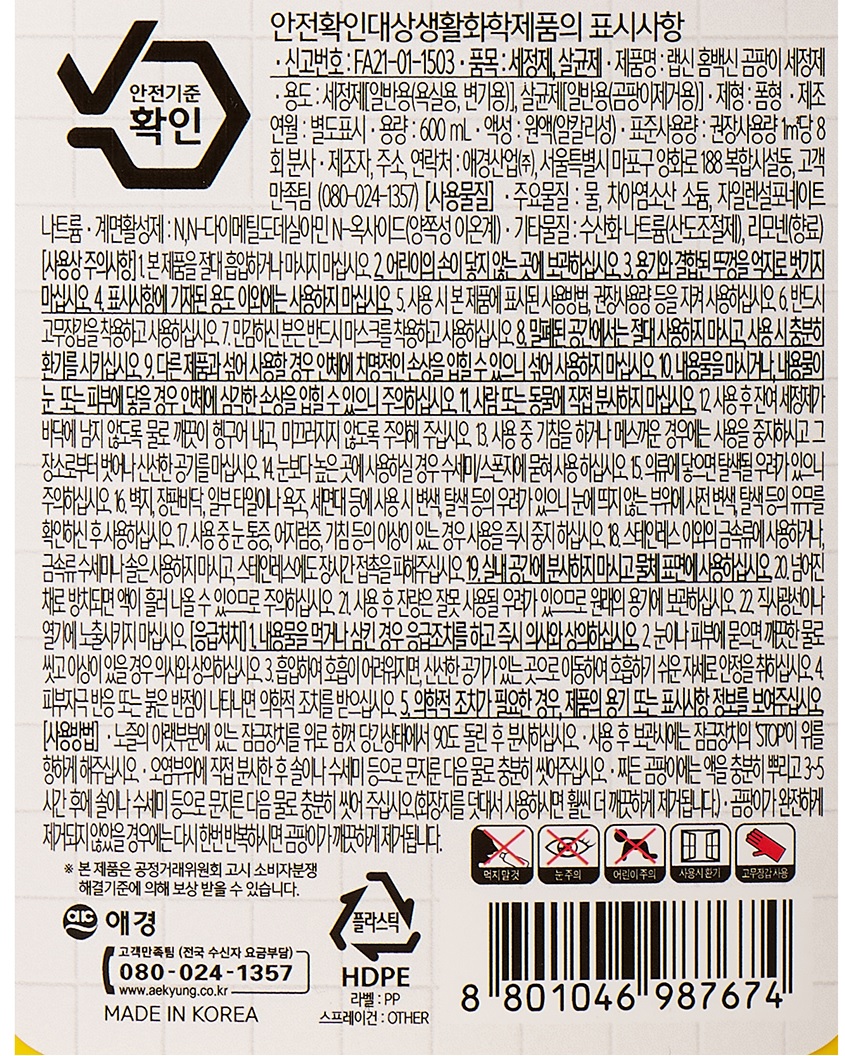 안전확인대상생활화학제품의 표시사항
안전기준
확인
· 신고번호 : FA21-01-1503 · 품목 : 세정제, 살균제 · 제품명 : 랩신 홈백신 곰팡이 세정제
· 용도 : 세정제[일반용(욕실용, 변기용)], 살균제[일반용(곰팡이제거용)] · 제형 : 폼형 · 제조
연월 : 별도표시 · 용량 : 600 mL · 액성 : 원액(알칼리성) · 표준사용량 : 권장사용량 1㎡당 8
회 분사 · 제조자, 주소, 연락처 : 애경산업㈜, 서울특별시 마포구 양화로 188 복합시설동, 고객
만족팀 (080-024-1357) [사용물질] · 주요물질 : 물, 차아염소산 소듐, 자일렌설포네이트
나트륨 · 계면활성제 : N,N-다이메틸도데실아민 N-옥사이드(양쪽성 이온계) · 기타물질 : 수산화 나트륨(산도조절제), 리모넨(향료)
[사용상 주의사항] 1. 본 제품을 절대 흡입하거나 마시지 마십시오. 2. 어린이의 손이 닿지 않는 곳에 보관하십시오. 3. 용기와 결합된 뚜껑을 억지로 벗기지
마십시오. 4. 표시사항에 기재된 용도 이외에는 사용하지 마십시오. 5. 사용 시 본 제품에 표시된 사용방법, 권장사용량 등을 지켜 사용하십시오. 6. 반드시
고무장갑을 착용하고 사용하십시오. 7. 민감하신 분은 반드시 마스크를 착용하고 사용하십시오. 8. 밀폐된 공간에서는 절대 사용하지 마시고, 사용 시 충분히
환기를 시키십시오. 9. 다른 제품과 섞어 사용할 경우 인체에 치명적인 손상을 입힐 수 있으니 섞어 사용하지 마십시오. 10. 내용물을 마시거나, 내용물이
눈 또는 피부에 닿을 경우 인체에 심각한 손상을 입힐 수 있으니 주의하십시오. 11. 사람 또는 동물에 직접 분사하지 마십시오. 12. 사용 후 잔여 세정제가
바닥에 남지 않도록 물로 깨끗이 헹구어 내고, 미끄러지지 않도록 주의해 주십시오. 13. 사용 중 기침을 하거나 메스꺼운 경우에는 사용을 중지하시고 그
장소로부터 벗어나 신선한 공기를 마십시오. 14. 눈보다 높은 곳에 사용하실 경우 수세미/스폰지에 묻혀 사용 하십시오. 15. 의류에 닿으면 탈색될 우려가 있으니
주의하십시오. 16. 벽지, 장판바닥, 일부 타일이나 욕조, 세면대 등에 사용 시 변색, 탈색 등의 우려가 있으니 눈에 띄지 않는 부위에 사전 변색, 탈색 등의 유무를
확인하신 후 사용하십시오. 17. 사용 중 눈 통증, 어지럼증, 기침 등의 이상이 있는 경우 사용을 즉시 중지 하십시오. 18. 스테인레스 이외의 금속류에 사용하거나,
금속류 수세미나 솔은 사용하지 마시고, 스테인레스에도 장시간 접촉을 피해주십시오. 19. 실내 공간에 분사하지 마시고 물체 표면에 사용하십시오. 20. 넘어진
채로 방치되면 액이 흘러 나올 수 있으므로 주의하십시오. 21. 사용 후 잔량은 잘못 사용될 우려가 있으므로 원래의 용기에 보관하십시오. 22. 직사광선이나
열기에 노출시키지 마십시오. [응급처치] 1. 내용물을 먹거나 삼킨 경우 응급조치를 하고 즉시 의사와 상의하십시오. 2. 눈이나 피부에 묻으면 깨끗한 물로
씻고 이상이 있을 경우 의사와 상의하십시오. 3. 흡입하여 호흡이 어려워지면, 신선한 공기가 있는 곳으로 이동하여 호흡하기 쉬운 자세로 안정을 취하십시오. 4.
피부자극 반응 또는 붉은 반점이 나타나면 의학적 조치를 받으십시오. 5. 의학적 조치가 필요한 경우, 제품의 용기 또는 표시사항 정보를 보여주십시오.
[사용방법] · 노즐의 아랫부분에 있는 잠금장치를 위로 힘껏 당긴상태에서 90도 돌린 후 분사하십시오. · 사용 후 보관시에는 잠금장치의 'STOP'이 위를
향하게 해주십시오. · 오염부위에 직접 분사한 후 솔이나 수세미 등으로 문지른 다음 물로 충분히 씻어주십시오. · 찌든 곰팡이에는 액을 충분히 뿌리고 3-5
시간 후에 솔이나 수세미 등으로 문지른 다음 물로 충분히 씻어 주십시오.(화장지를 덧대서 사용하시면 훨씬 더 깨끗하게 제거됩니다.) · 곰팡이가 완전하게
제거되지 않았을 경우에는 다시 한번 반복하시면 곰팡이가 깨끗하게 제거됩니다.
먹지 말 것 눈 주의 어린이 주의 사용시 환기 고무장갑 사용
※ 본 제품은 공정거래위원회 고시 소비자분쟁
해결기준에 의해 보상 받을 수 있습니다.
aic 애경
고객만족팀 (전국 수신자 요금부담)
080-024-1357
www.aekyung.co.kr
MADE IN KOREA
플라스틱
HDPE
라벨 : PP
스프레이건 : OTHER
8 801046 987674